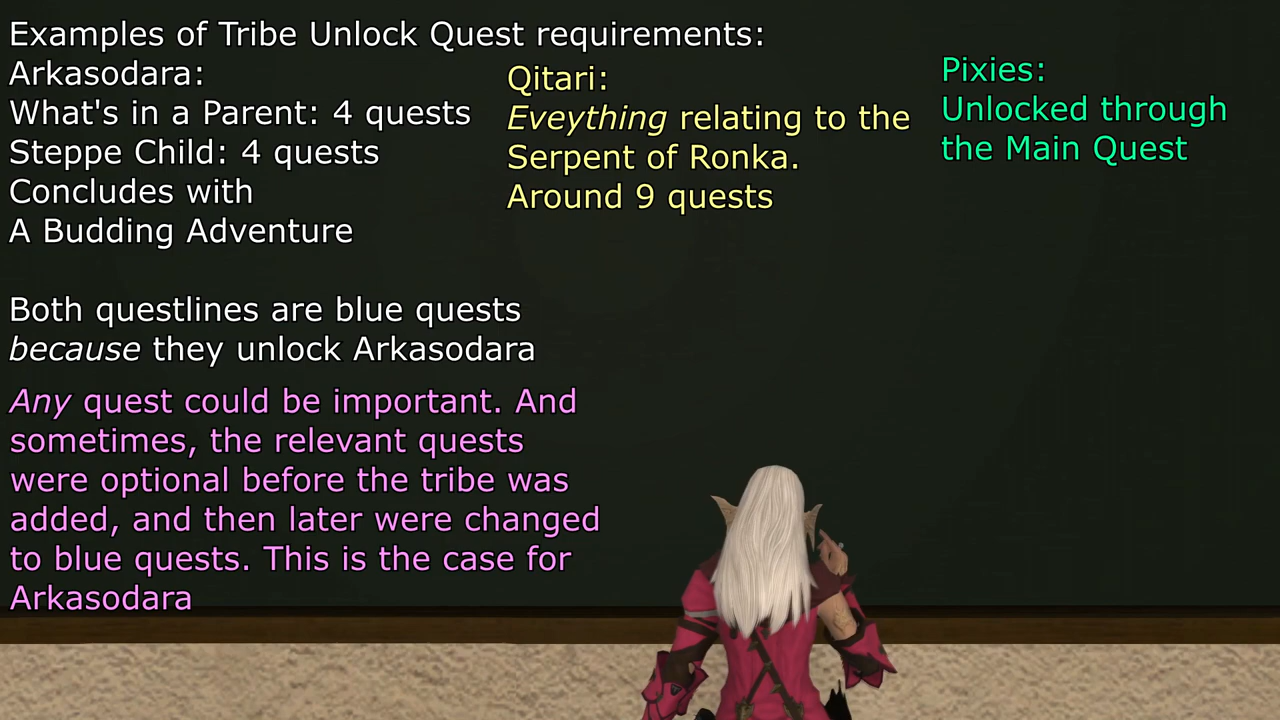 Examples of Tribe Unlock Quest requirements:
Arkasodara:
What's in a Parent: 4 quests
Steppe Child: 4 quests
Concludes with
A Budding Adventure
Both questlines are blue quests
because they unlock Arkasodara
Any quest could be important. And
sometimes, the relevant quests
were optional before the tribe was
added, and then later were changed
to blue quests. This is the case for
Arkasodara
Qitari:
Eveything relating to the
Serpent of Ronka.
Around 9 quests
Pixies:
Unlocked through
the Main Quest